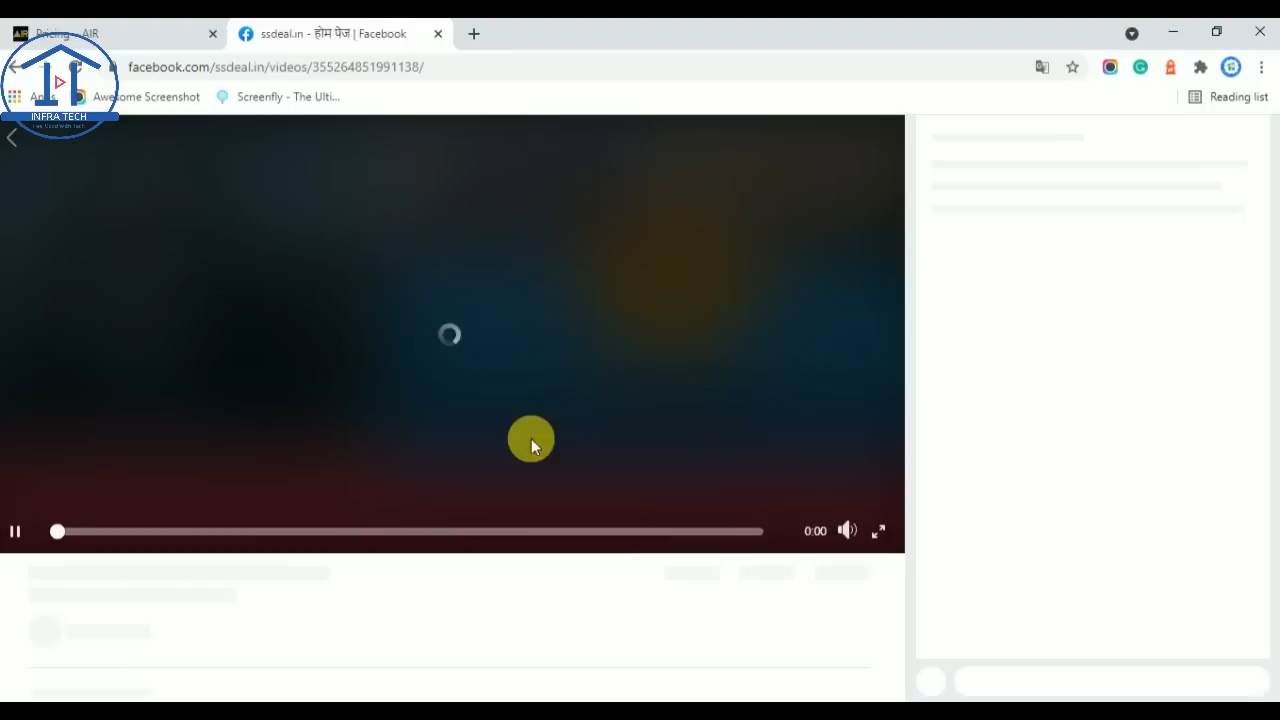 Pricing - AIR
ssdeal.in - होम पेज | Facebook
facebook.com/ssdeal.in/videos/355264851991138/
Apps
Awesome Screenshot
Screenfly - The Ulti...
Reading list
INFRA TECH
0:00